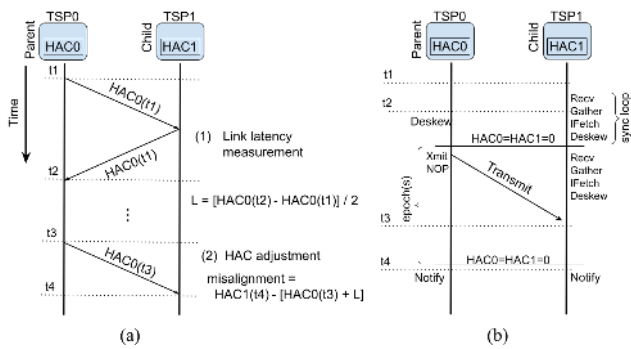 TSP0
TSP1
Parent
HAC0
Child
HAC1
Time
t1
HAC0(t1)
(1) Link latency
measurement
HAC0(t1)
t2
L = [HAC0(t2) - HAC0(t1)] / 2
t3
HAC0(t3)
(2) HAC adjustment
misalignment =
HAC1(t4) - [HAC0(t3) + L]
t4
(a)
TSP0
TSP1
Parent
HAC0
Child
HAC1
t1
t2
Deskew
Recv
Gather
IFetch
Deskew
sync loop
HAC0=HAC1=0
Xmit
NOP
Transmit
Recv
Gather
IFetch
Deskew
epoch(s)
t3
t4
HAC0=HAC1=0
Notify
Notify
(b)